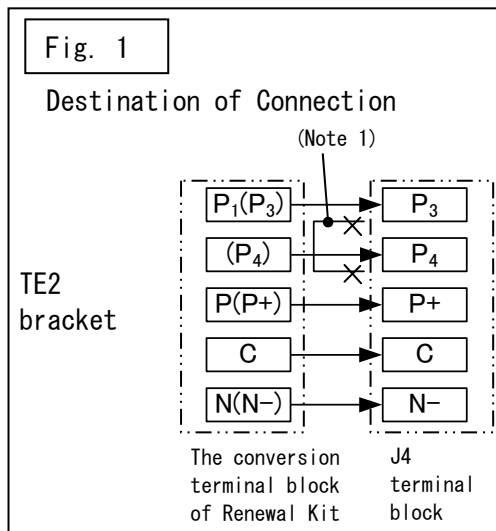 Fig. 1
Destination of Connection
(Note 1)
P1(P3) P3
(P4) P4
TE2
bracket
P(P+) P+
C C
N(N−) N−
The conversion
terminal block
of Renewal Kit
J4
terminal
block